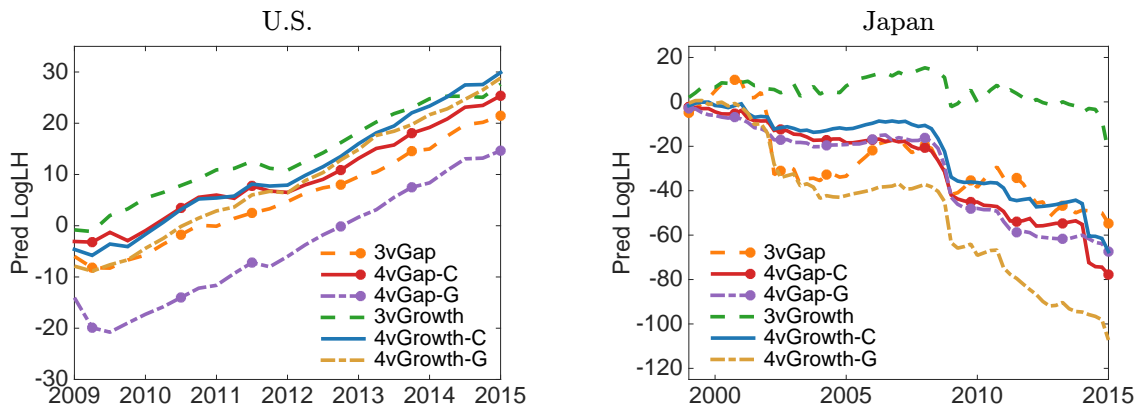 U.S.
Pred LogLH
30
20
10
0
-10
-20
-30
2009 2010 2011 2012 2013 2014 2015
3vGap
4vGap-C
4vGap-G
3vGrowth
4vGrowth-C
4vGrowth-G
Japan
Pred LogLH
20
0
-20
-40
-60
-80
-100
-120
2000 2005 2010 2015
3vGap
4vGap-C
4vGap-G
3vGrowth
4vGrowth-C
4vGrowth-G